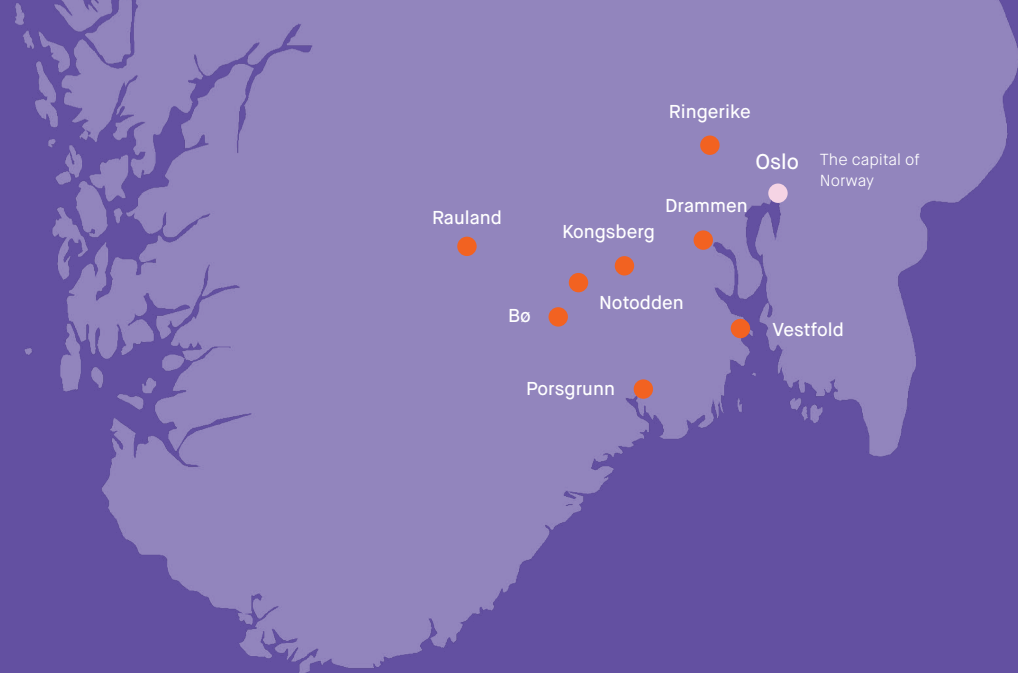 Ringerike
Oslo
The capital of
Norway
Drammen
Rauland
Kongsberg
Notodden
Bø
Vestfold
Porsgrunn